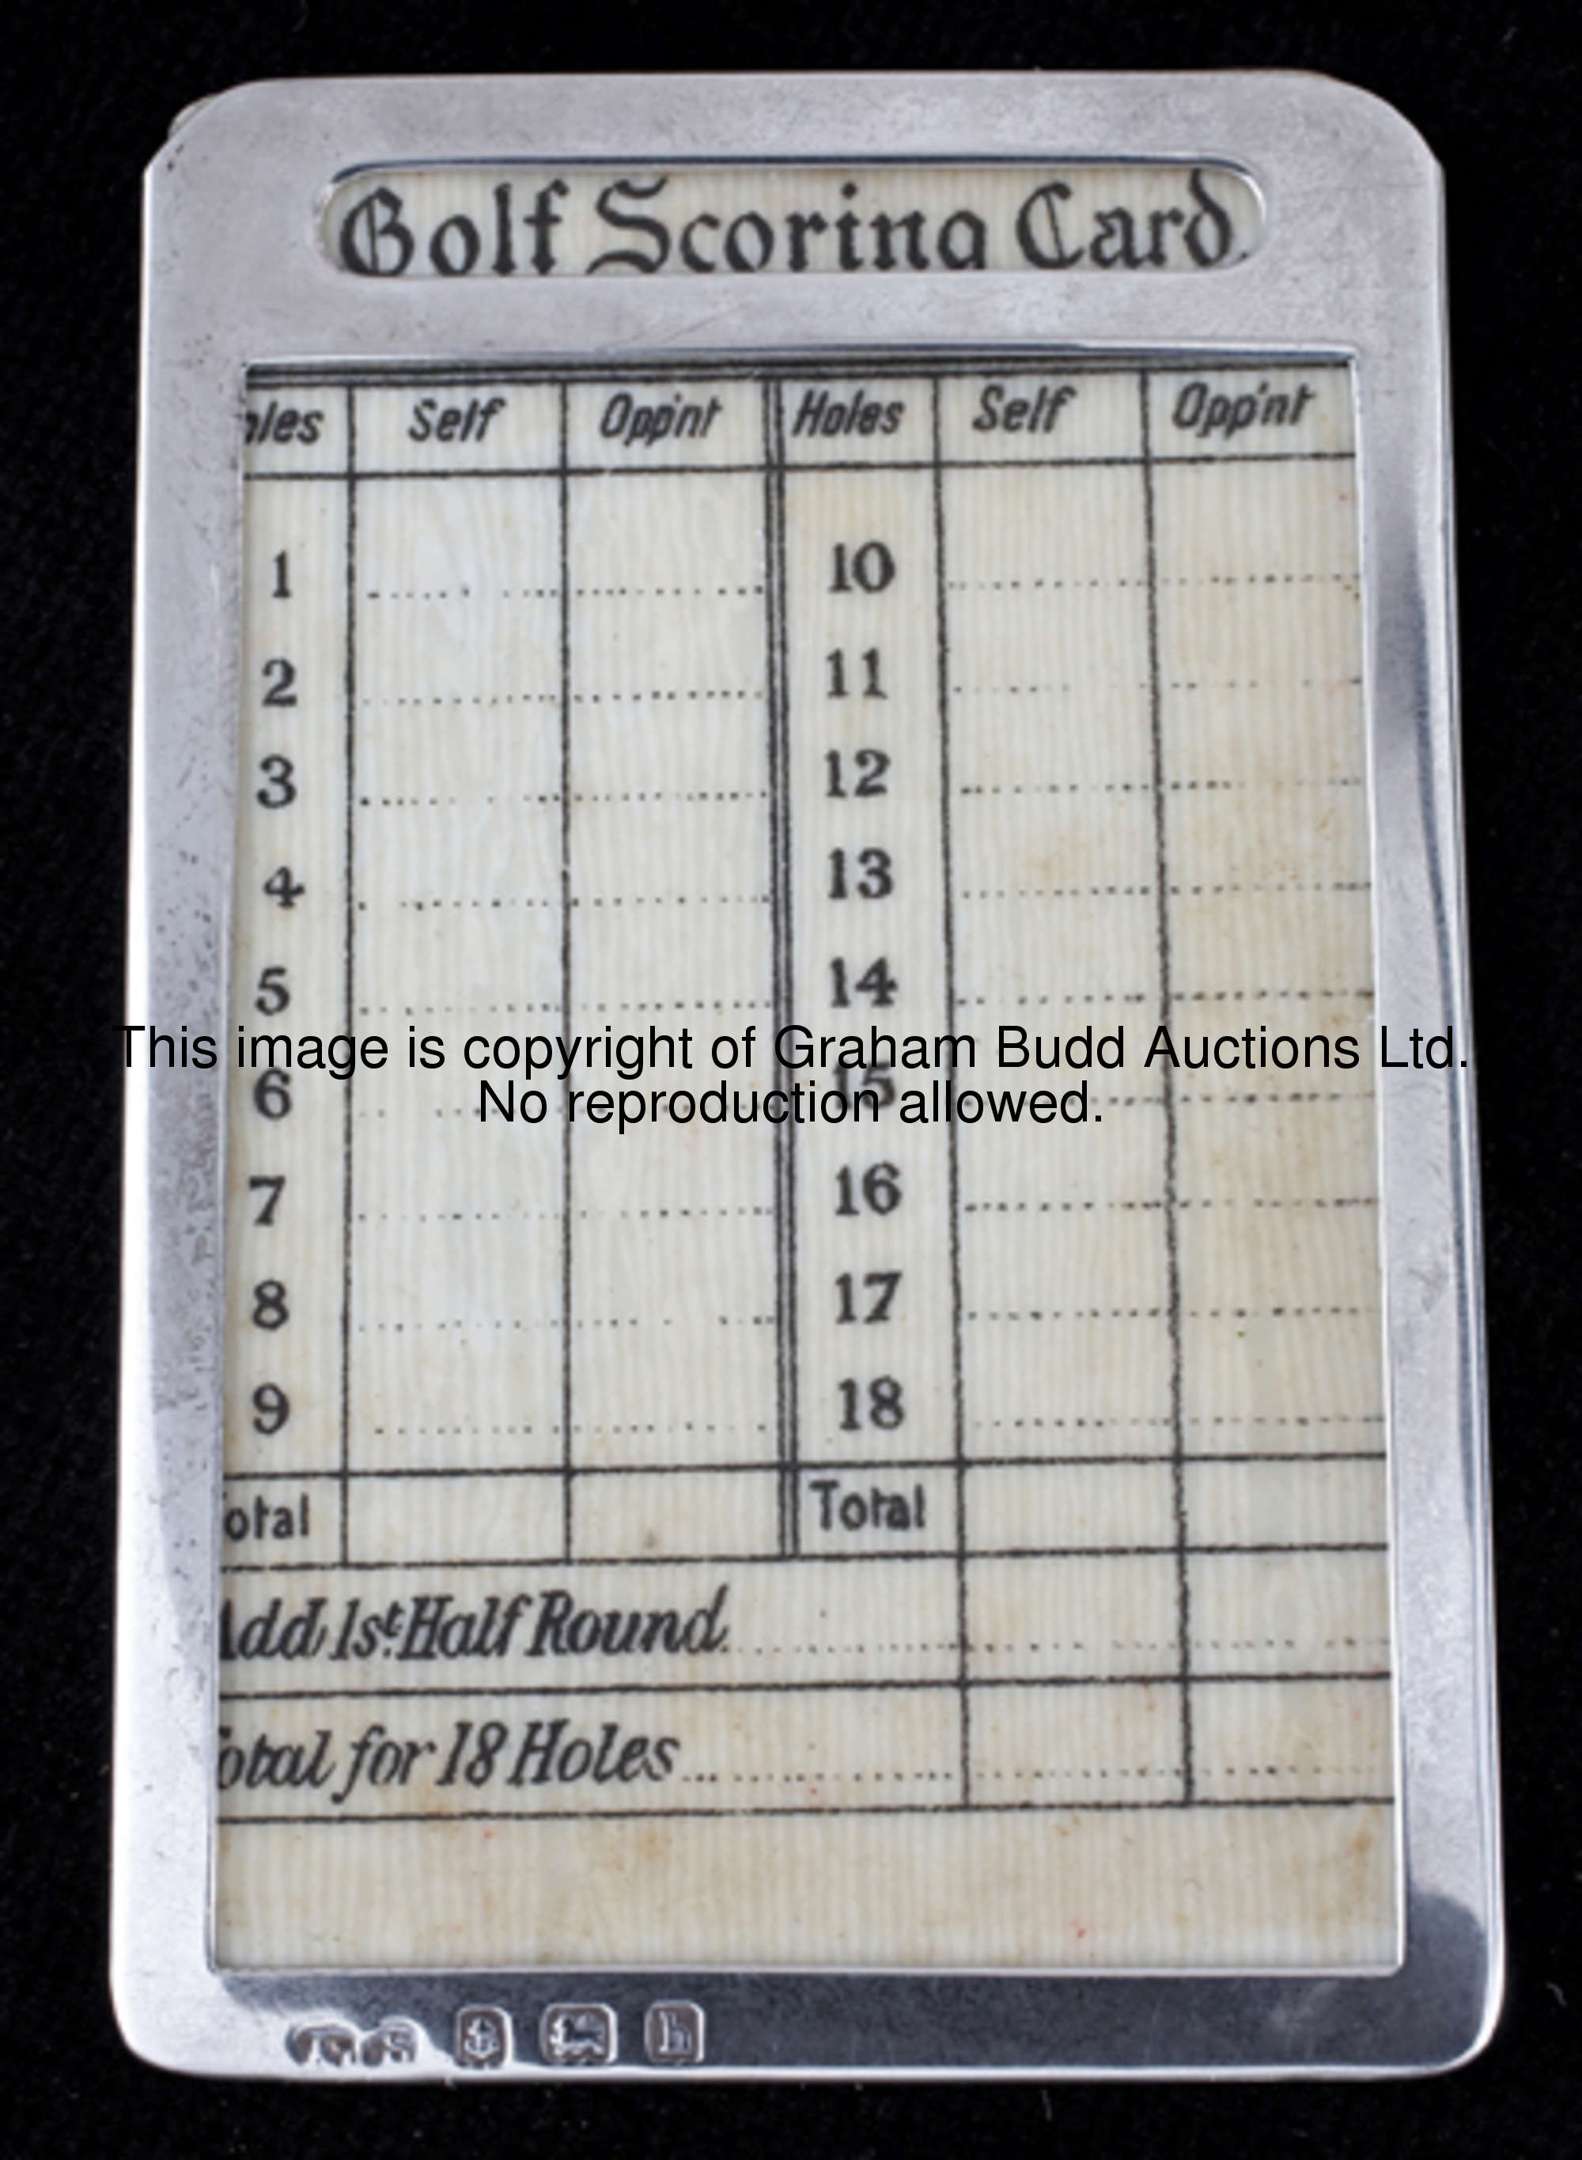 Golf Scoring Card.
oles Self Opp'nt Holes Self Opp'nt
1 10
2 11
3 12
4 13
5 14
This image is copyright of Graham Budd Auctions Ltd.
6 15
No reproduction allowed.
7 16
8 17
9 18
otal Total
Add 1st. Half Round
otal for 18 Holes
h